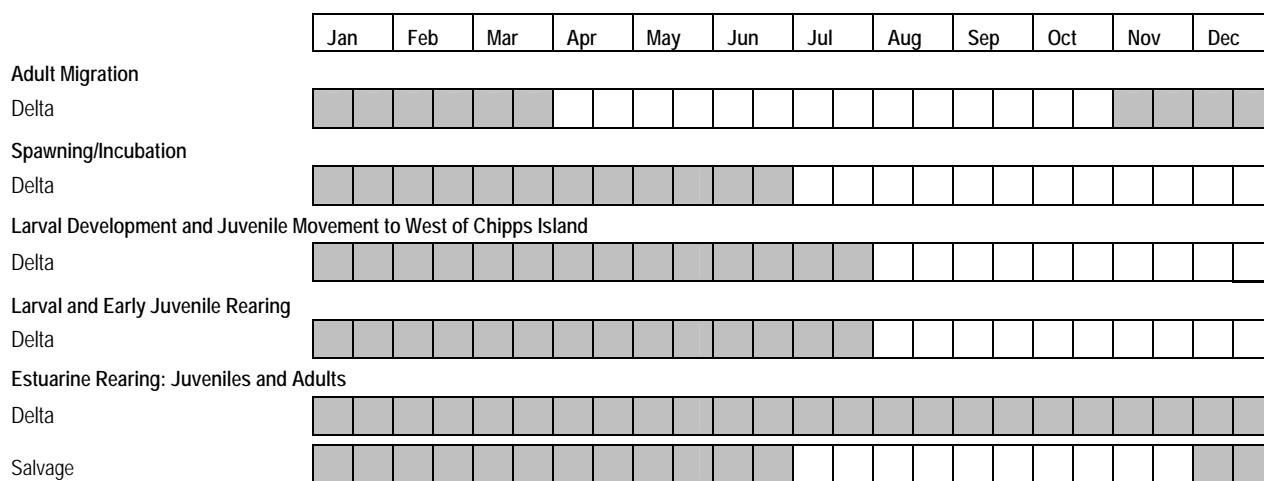 Jan Feb Mar Apr May Jun Jul Aug Sep Oct Nov Dec
Adult Migration
Delta
Spawning/Incubation
Delta
Larval Development and Juvenile Movement to West of Chipps Island
Delta
Larval and Early Juvenile Rearing
Delta
Estuarine Rearing: Juveniles and Adults
Delta
Salvage